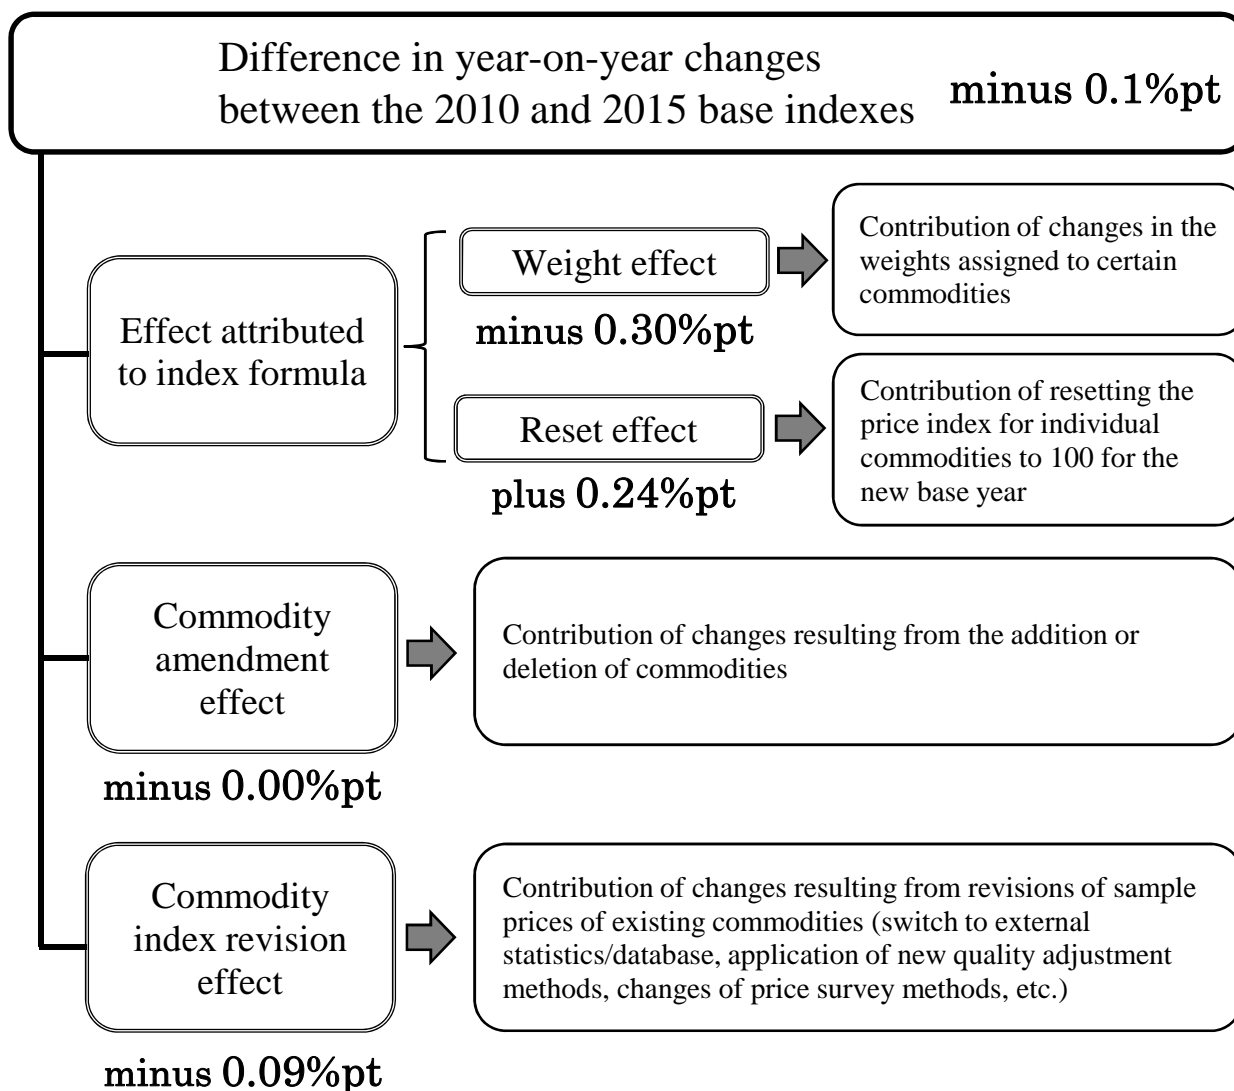 Difference in year-on-year changes
between the 2010 and 2015 base indexes
minus 0.1%pt
Effect attributed
to index formula
Weight effect
minus 0.30%pt
Contribution of changes in the
weights assigned to certain
commodities
Reset effect
plus 0.24%pt
Contribution of resetting the
price index for individual
commodities to 100 for the
new base year
Commodity
amendment
effect
minus 0.00%pt
Contribution of changes resulting from the addition or
deletion of commodities
Commodity
index revision
effect
minus 0.09%pt
Contribution of changes resulting from revisions of sample
prices of existing commodities (switch to external
statistics/database, application of new quality adjustment
methods, changes of price survey methods, etc.)